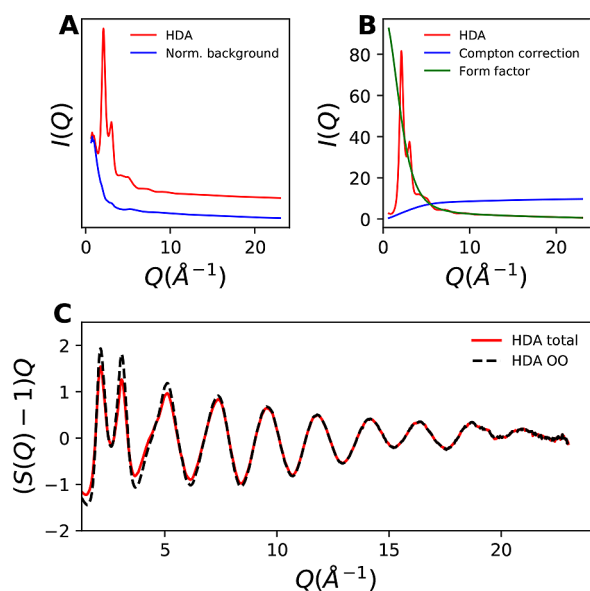 A
HDA
Norm. background
I(Q)
0
10
20
Q(Å⁻¹)
B
HDA
Compton correction
Form factor
I(Q)
80
60
40
20
0
0
10
20
Q(Å⁻¹)
C
HDA total
HDA OO
(S(Q) − 1)Q
2
1
0
−1
−2
5
10
15
20
Q(Å⁻¹)